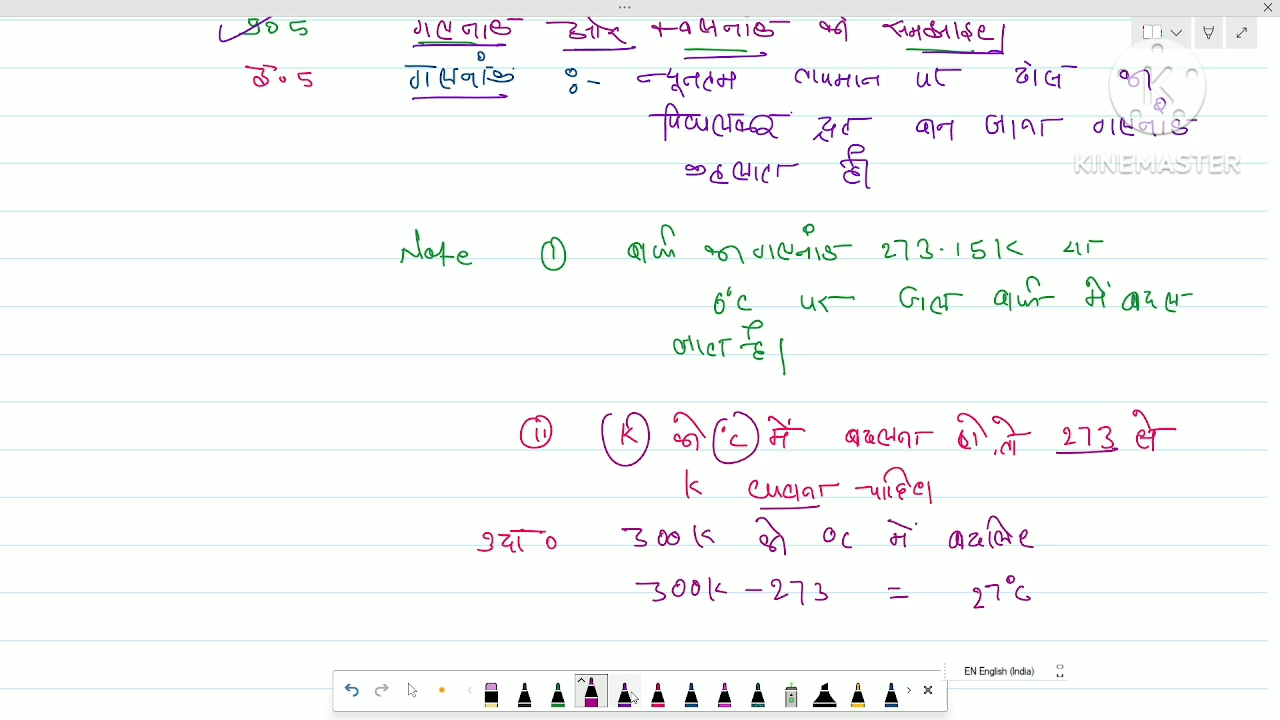 प्र०5 गलनांक और क्वथनांक को समझाइए।
उ०5 गलनांक :- न्यूनतम तापमान पर ठोस का
KINEMASTER
पिघलकर द्रव बन जाना गलनांक
कहलाता है।
Note (i) बर्फ का गलनांक 273.15K या
0°C पर जल बर्फ में बदल
जाता है।
(ii) K को °C में बदलना हो तो 273 से
K घटाना चाहिए
उदा० 300K को °C में बदलिए
300K - 273 = 27°C
EN English (India)